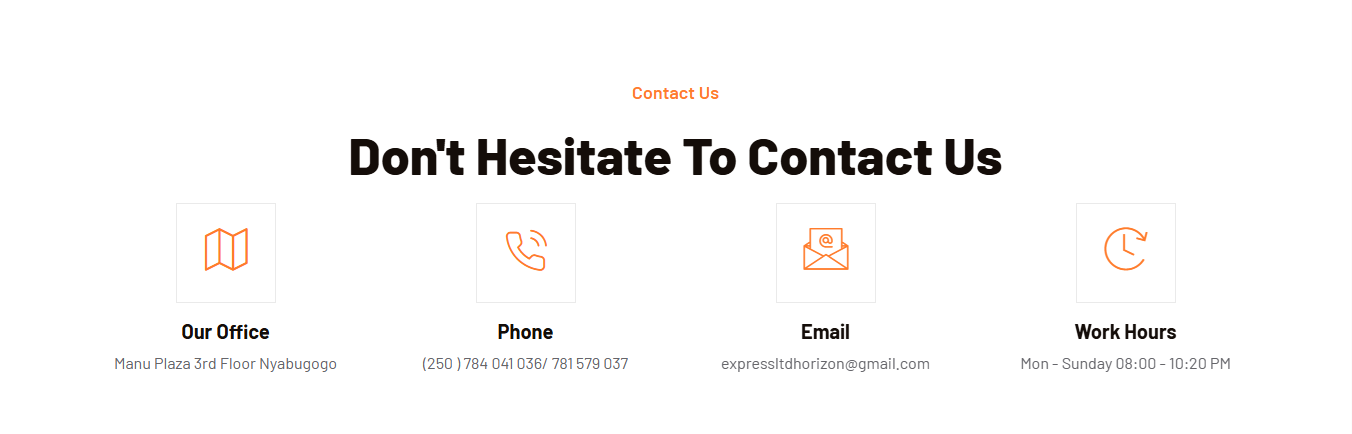 Contact Us
Don't Hesitate To Contact Us
@
Our Office
Manu Plaza 3rd Floor Nyabugogo
Phone
(250 ) 784 041 036/ 781 579 037
Email
expressltdhorizon@gmail.com
Work Hours
Mon - Sunday 08:00 - 10:20 PM